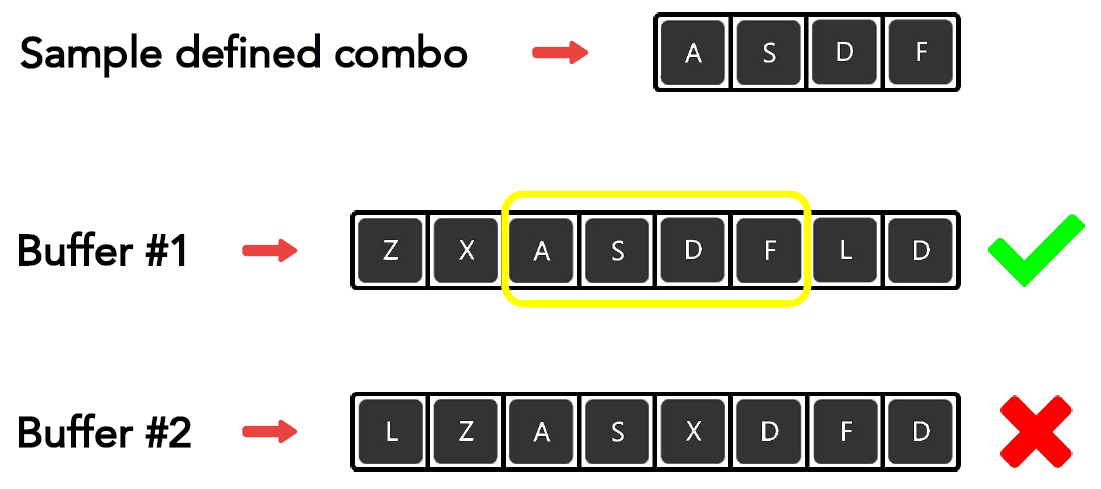 Sample defined combo A S D F
Buffer #1 Z X A S D F L D
Buffer #2 L Z A S X D F D